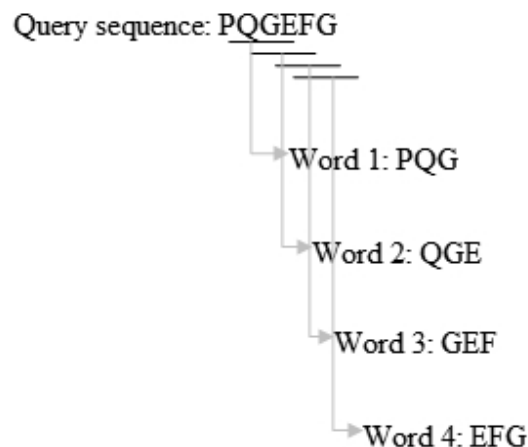 Query sequence: PQGEFG
Word 1: PQG
Word 2: QGE
Word 3: GEF
Word 4: EFG